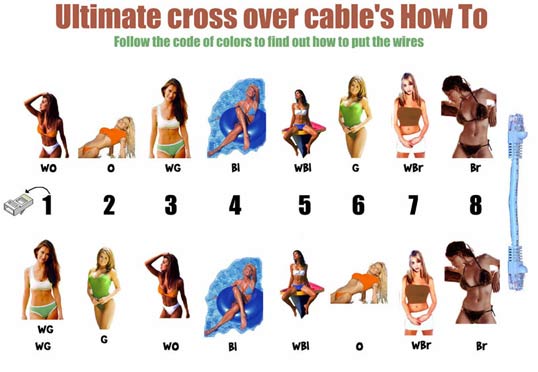 Ultimate cross over cable's How To
Follow the code of colors to find out how to put the wires
WO O WG Bl WBl G WBr Br
1 2 3 4 5 6 7 8
WG
WG G WO Bl WBl O WBr Br